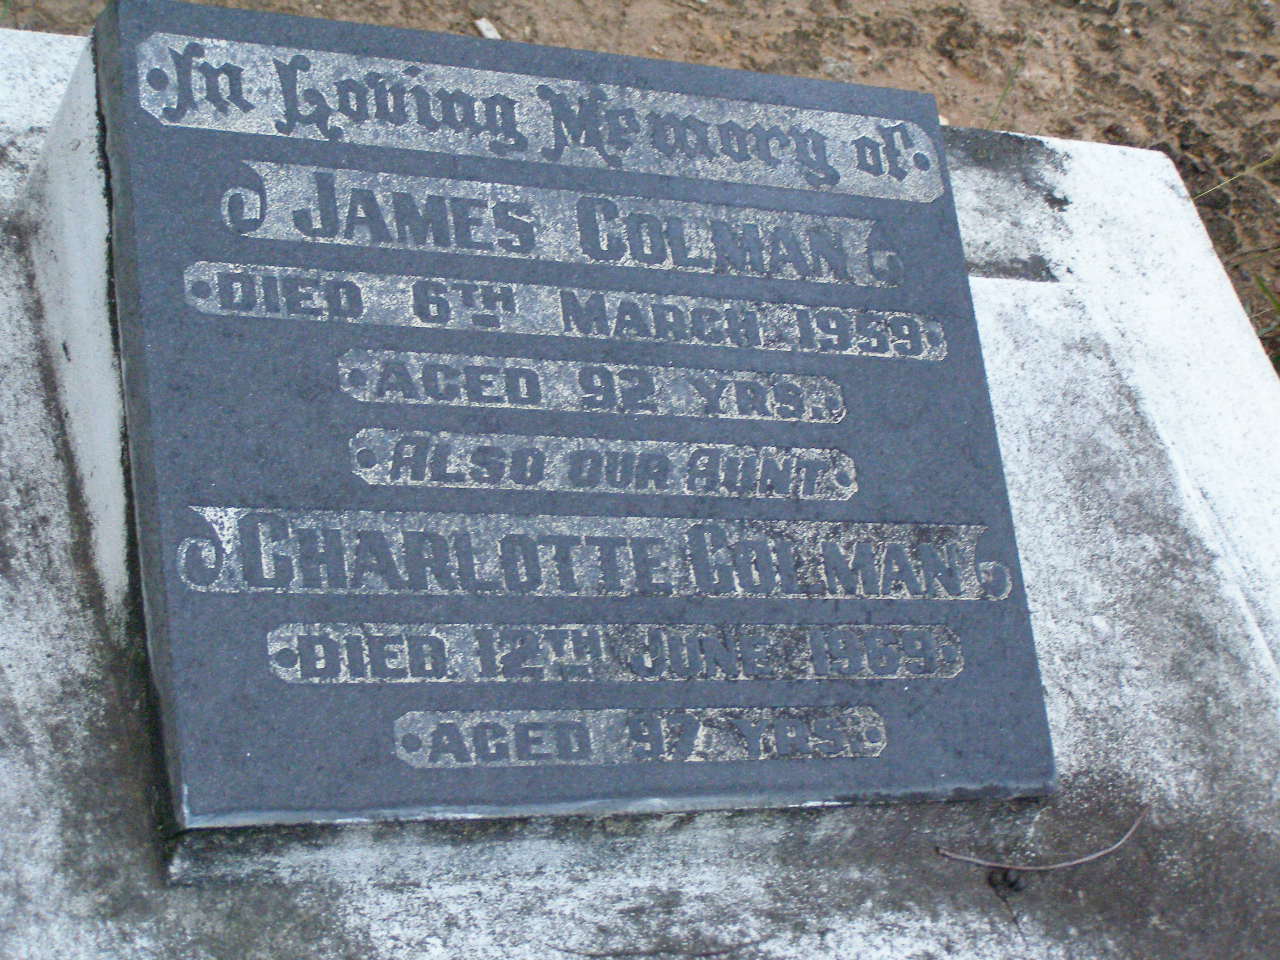 In Loving Memory of
JAMES COLMAN
DIED 6TH MARCH 1959
AGED 92 YRS.
ALSO OUR AUNT
CHARLOTTE COLMAN
DIED 12TH JUNE 1969
AGED 97 YRS.